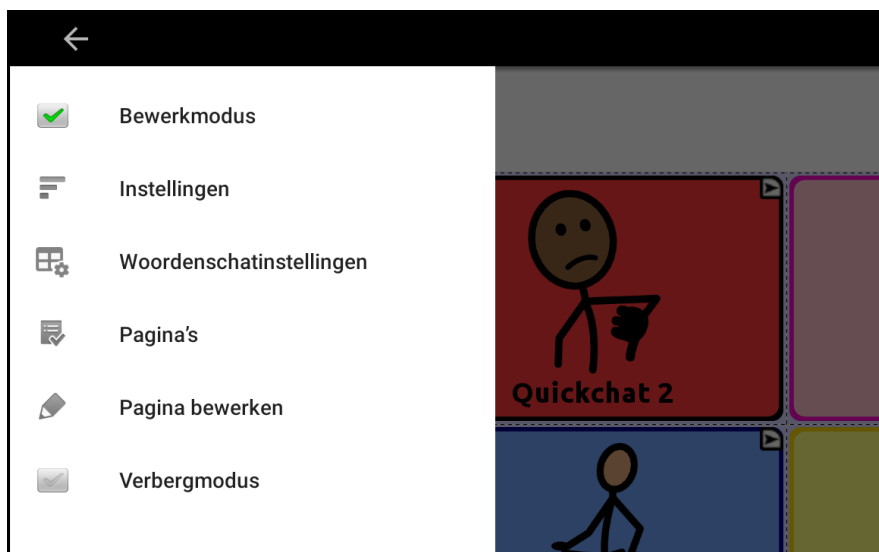 Bewerkmodus
Instellingen
Woordenschatinstellingen
Pagina’s
Pagina bewerken
Verbergmodus
Quickchat 2